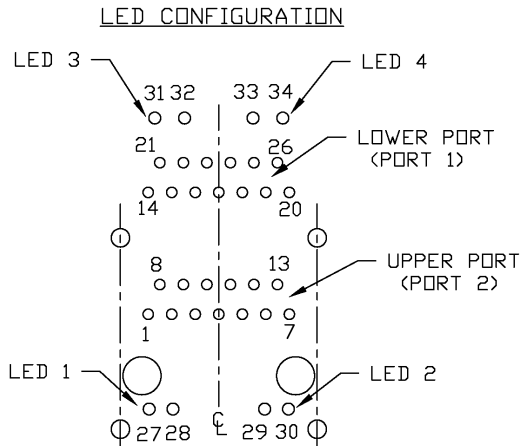 LED CONFIGURATION
LED 3
LED 4
31 32 33 34
21 26
LOWER PORT
(PORT 1)
14 20
8 13
UPPER PORT
(PORT 2)
1 7
LED 1
LED 2
27 28 29 30
CL